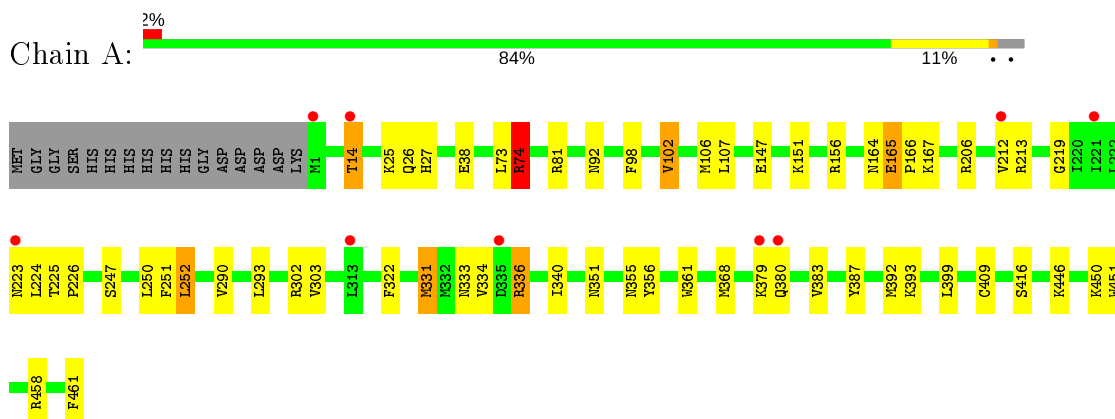 2%
Chain A:
84% 11% • •
MET GLY GLY SER HIS HIS HIS HIS HIS HIS GLY ASP ASP ASP ASP LYS M1 T14 K25 Q26 H27 E38 L73 R74 R81 N92 F98 V102 M106 L107 E147 K151 R156 N164 E165 P166 K167 R206 V212 R213 G219 I220 I221 L222
N223 L224 T225 P226 S247 L250 F251 L252 V290 L293 R302 V303 L313 F322 M331 M332 N333 V334 D335 R336 I340 N351 N355 Y356 W361 M368 K379 Q380 V383 Y387 M392 K393 L399 C409 S416 K446 K450 W451
R458 F461